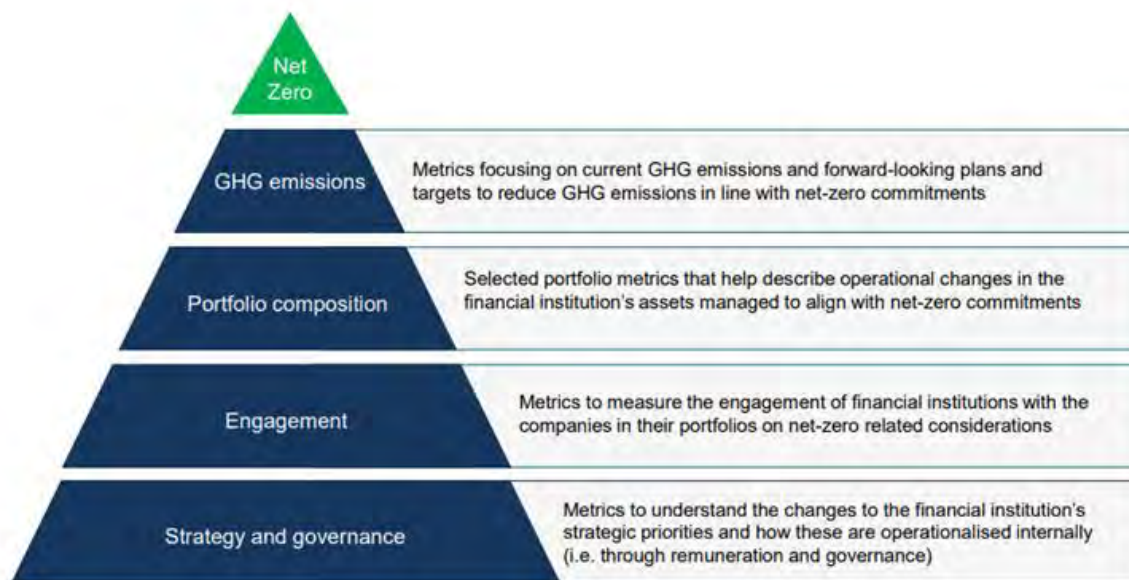 Net
Zero
GHG emissions
Metrics focusing on current GHG emissions and forward-looking plans and
targets to reduce GHG emissions in line with net-zero commitments
Portfolio composition
Selected portfolio metrics that help describe operational changes in the
financial institution's assets managed to align with net-zero commitments
Engagement
Metrics to measure the engagement of financial institutions with the
companies in their portfolios on net-zero related considerations
Strategy and governance
Metrics to understand the changes to the financial institution's
strategic priorities and how these are operationalised internally
(i.e. through remuneration and governance)